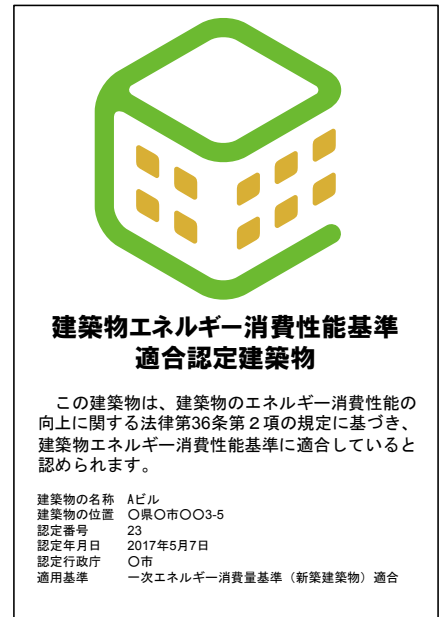 建築物エネルギー消費性能基準
適合認定建築物
　この建築物は、建築物のエネルギー消費性能の
向上に関する法律第36条第２項の規定に基づき、
建築物エネルギー消費性能基準に適合していると
認められます。
建築物の名称　Aビル
建築物の位置　〇県〇市〇〇3-5
認定番号　23
認定年月日　2017年5月7日
認定行政庁　〇市
適用基準　一次エネルギー消費量基準（新築建築物）適合